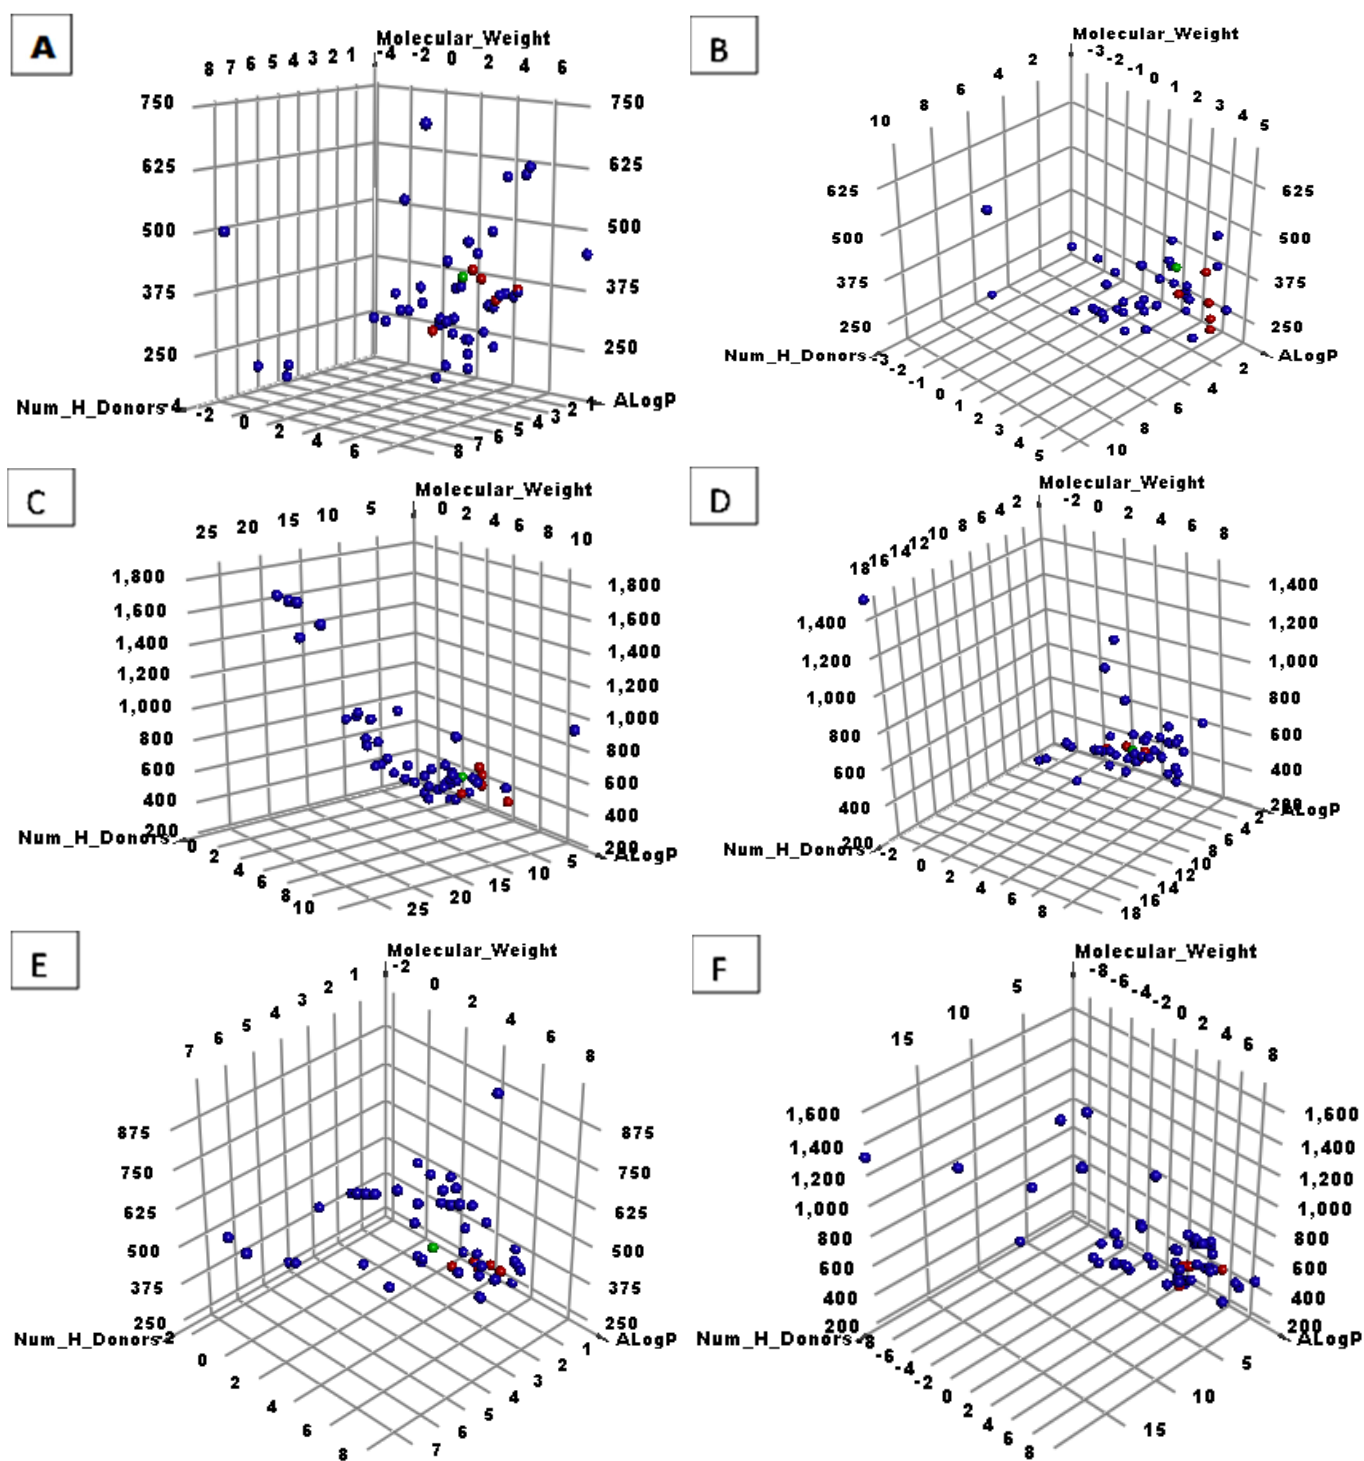 A
Molecular_Weight
8 7 6 5 4 3 2 1 -4 -2 0 2 4 6
750 750
625 625
500 500
375 375
250 250
Num_H_Donors -4 -2 0 2 4 6 8 7 6 5 4 3 2 1 ALogP
B
Molecular_Weight
10 8 6 4 2 -3 -2 -1 0 1 2 3 4 5
625 625
500 500
375 375
250 250
Num_H_Donors -3 -2 -1 0 1 2 3 4 5 10 8 6 4 2 ALogP
C
Molecular_Weight
25 20 15 10 5 0 2 4 6 8 10
1,800 1,800
1,600 1,600
1,400 1,400
1,200 1,200
1,000 1,000
800 800
600 600
400 400
200 200
Num_H_Donors 0 2 4 6 8 10 25 20 15 10 5 ALogP
D
Molecular_Weight
18 16 14 12 10 8 6 4 2 -2 0 2 4 6 8
1,400 1,400
1,200 1,200
1,000 1,000
800 800
600 600
400 400
200 200
Num_H_Donors -2 0 2 4 6 8 18 16 14 12 10 8 6 4 2 ALogP
E
Molecular_Weight
7 6 5 4 3 2 1 -2 0 2 4 6 8
875 875
750 750
625 625
500 500
375 375
250 250
Num_H_Donors -2 0 2 4 6 8 7 6 5 4 3 2 1 ALogP
F
Molecular_Weight
15 10 5 -8 -6 -4 -2 0 2 4 6 8
1,600 1,600
1,400 1,400
1,200 1,200
1,000 1,000
800 800
600 600
400 400
200 200
Num_H_Donors -8 -6 -4 -2 0 2 4 6 8 15 10 5 ALogP